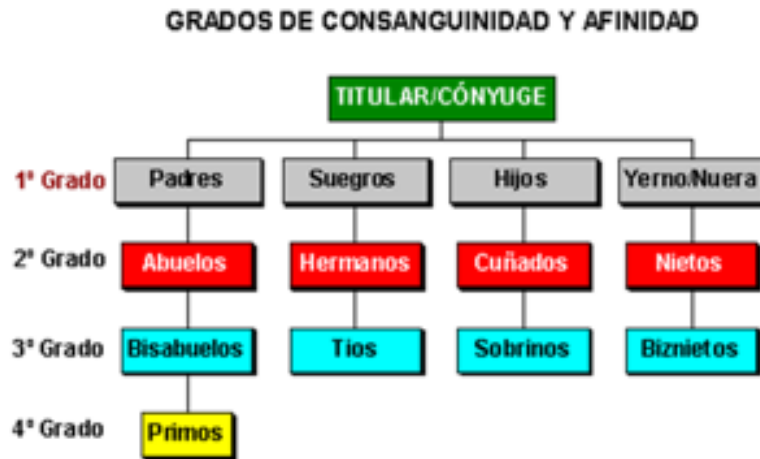 GRADOS DE CONSANGUINIDAD Y AFINIDAD
TITULAR/CÓNYUGE
1º Grado Padres Suegros Hijos Yerno/Nuera
2º Grado Abuelos Hermanos Cuñados Nietos
3º Grado Bisabuelos Tíos Sobrinos Biznietos
4º Grado Primos